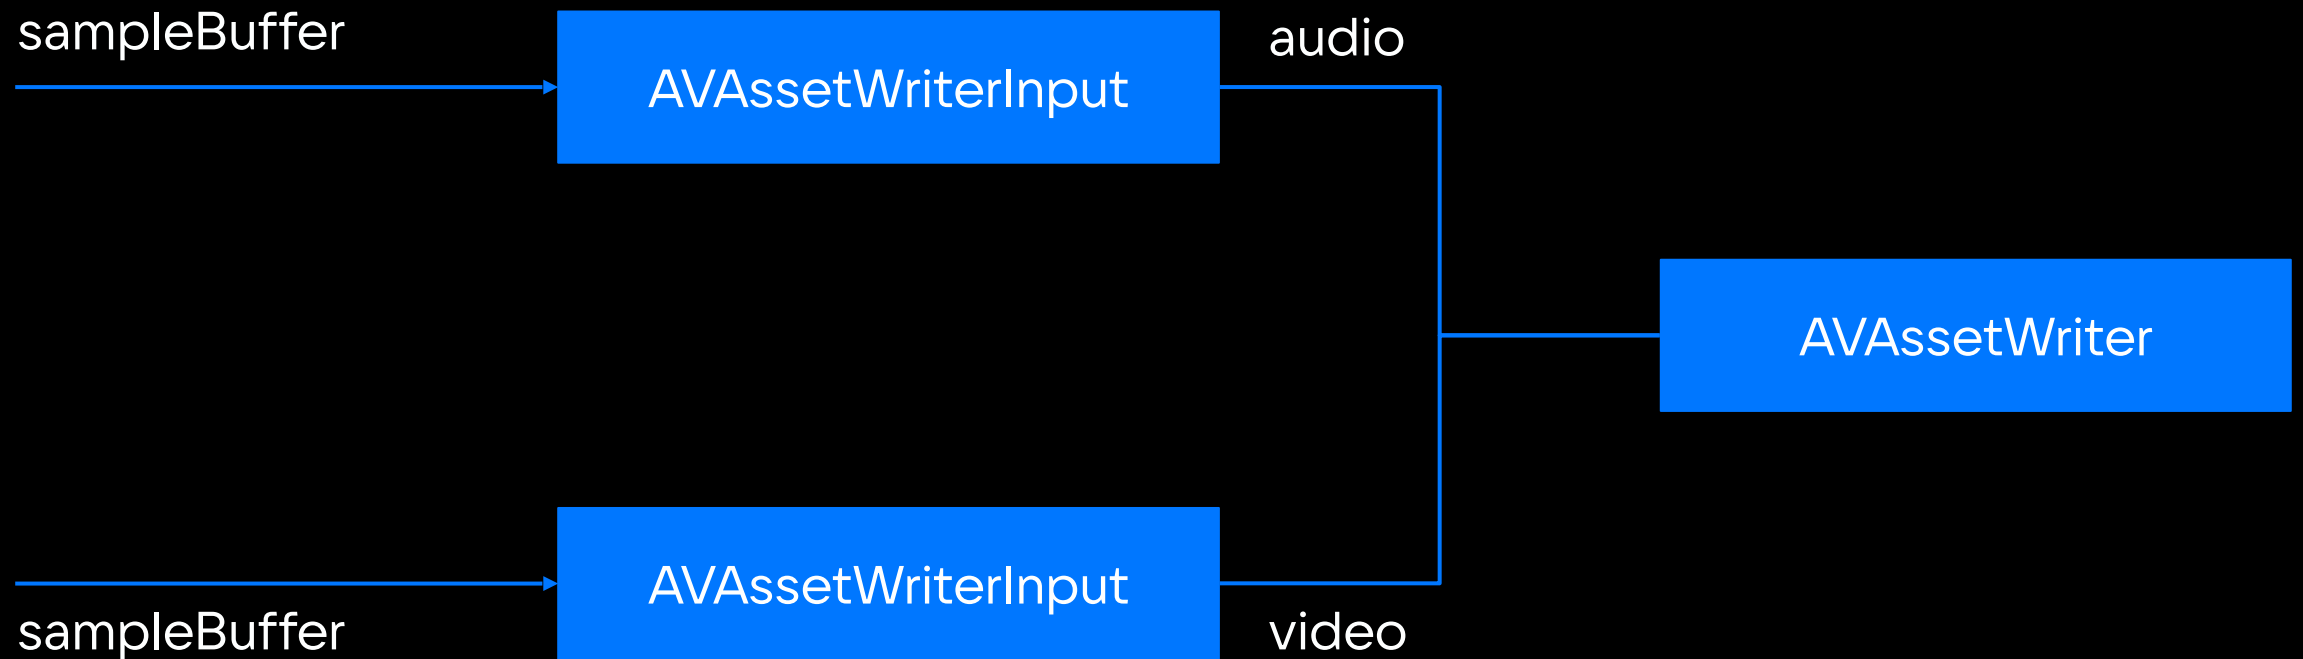 sampleBuffer
AVAssetWriterInput
audio
AVAssetWriter
AVAssetWriterInput
sampleBuffer
video